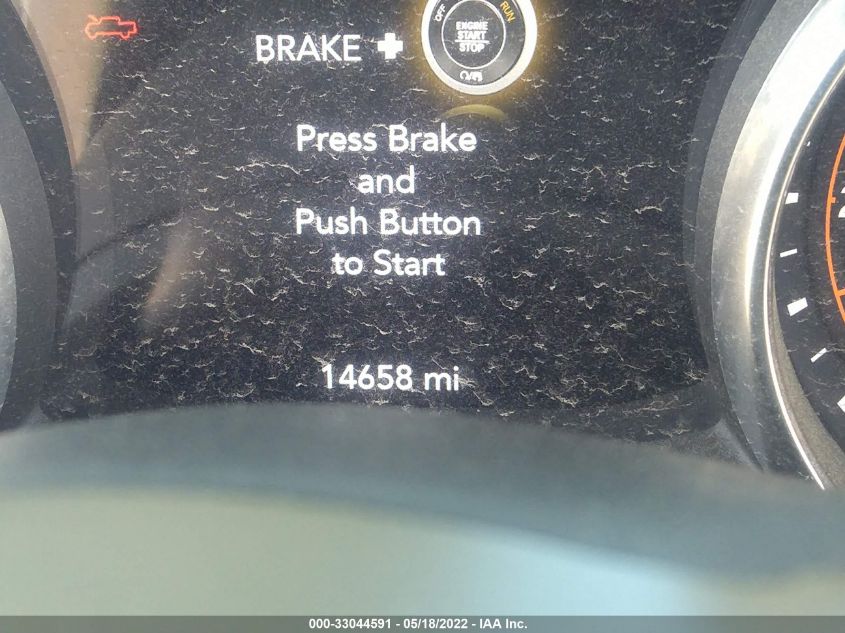 OFF RUN
ENGINE
START
STOP
BRAKE +
Press Brake
and
Push Button
to Start
14658 mi
000-33044591 - 05/18/2022 - IAA Inc.